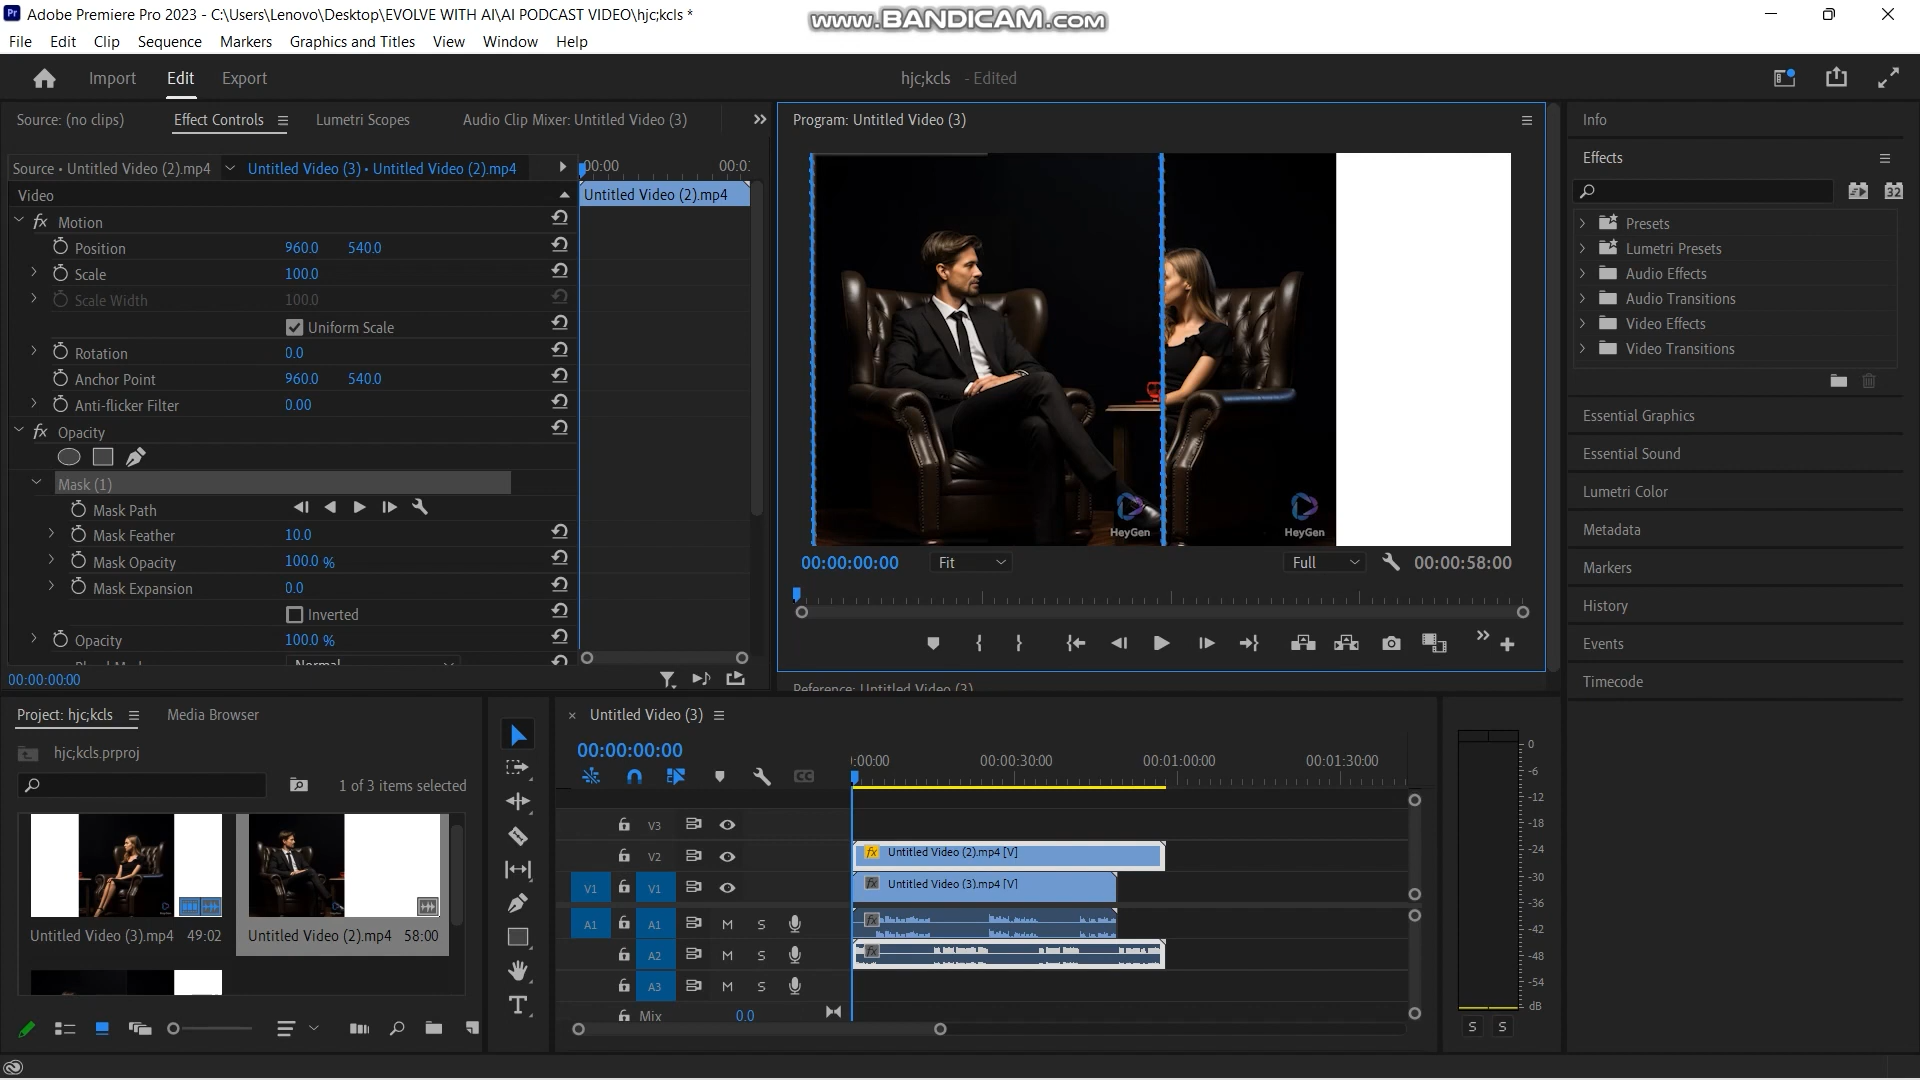 Adobe Premiere Pro 2023 - C:\Users\Lenovo\Desktop\EVOLVE WITH AI\AI PODCAST VIDEO\hjc;kcls *
www.BANDICAM.com
File Edit Clip Sequence Markers Graphics and Titles View Window Help
Import Edit Export
hjc;kcls - Edited
Source: (no clips) Effect Controls Lumetri Scopes Audio Clip Mixer: Untitled Video (3)
Source • Untitled Video (2).mp4 Untitled Video (3) • Untitled Video (2).mp4
:00:00 00:0
Video
Untitled Video (2).mp4
fx Motion
Position 960.0 540.0
Scale 100.0
Scale Width 100.0
Uniform Scale
Rotation 0.0
Anchor Point 960.0 540.0
Anti-flicker Filter 0.00
fx Opacity
Mask (1)
Mask Path
Mask Feather 10.0
Mask Opacity 100.0 %
Mask Expansion 0.0
Inverted
Opacity 100.0 %
Normal
00:00:00:00
Program: Untitled Video (3)
HeyGen HeyGen
00:00:00:00 Fit Full 00:00:58:00
Reference: Untitled Video (3)
Info
Effects
32
Presets
Lumetri Presets
Audio Effects
Audio Transitions
Video Effects
Video Transitions
Essential Graphics
Essential Sound
Lumetri Color
Metadata
Markers
History
Events
Timecode
Project: hjc;kcls Media Browser
hjc;kcls.prproj
1 of 3 items selected
Untitled Video (3).mp4 49:02
Untitled Video (2).mp4 58:00
× Untitled Video (3)
00:00:00:00
CC
:00:00 00:00:30:00 00:01:00:00 00:01:30:00
V3
V2 fx Untitled Video (2).mp4 [V]
V1 V1 fx Untitled Video (3).mp4 [V]
A1 A1 M S fx
A2 M S fx
A3 M S
Mix 0.0
0
-6
-12
-18
-24
-30
-36
-42
-48
-54
dB
S S